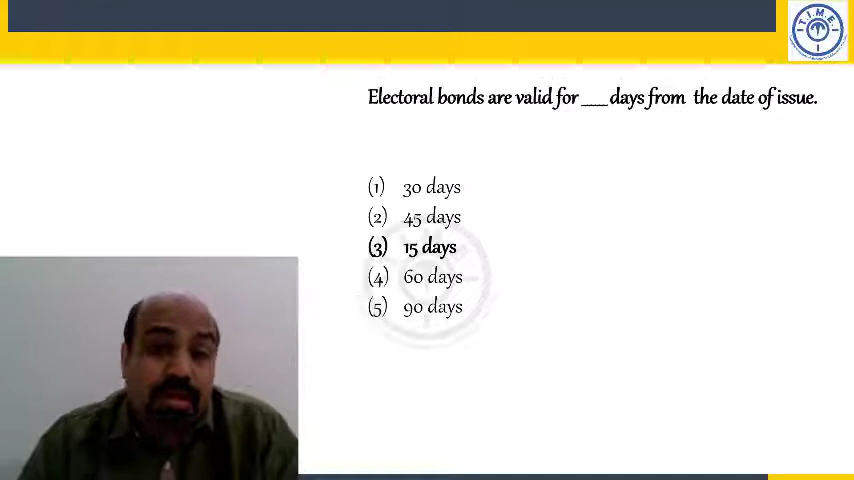 T.I.M.E.
Electoral bonds are valid for ___ days from the date of issue.
(1) 30 days
(2) 45 days
(3) 15 days
(4) 60 days
(5) 90 days